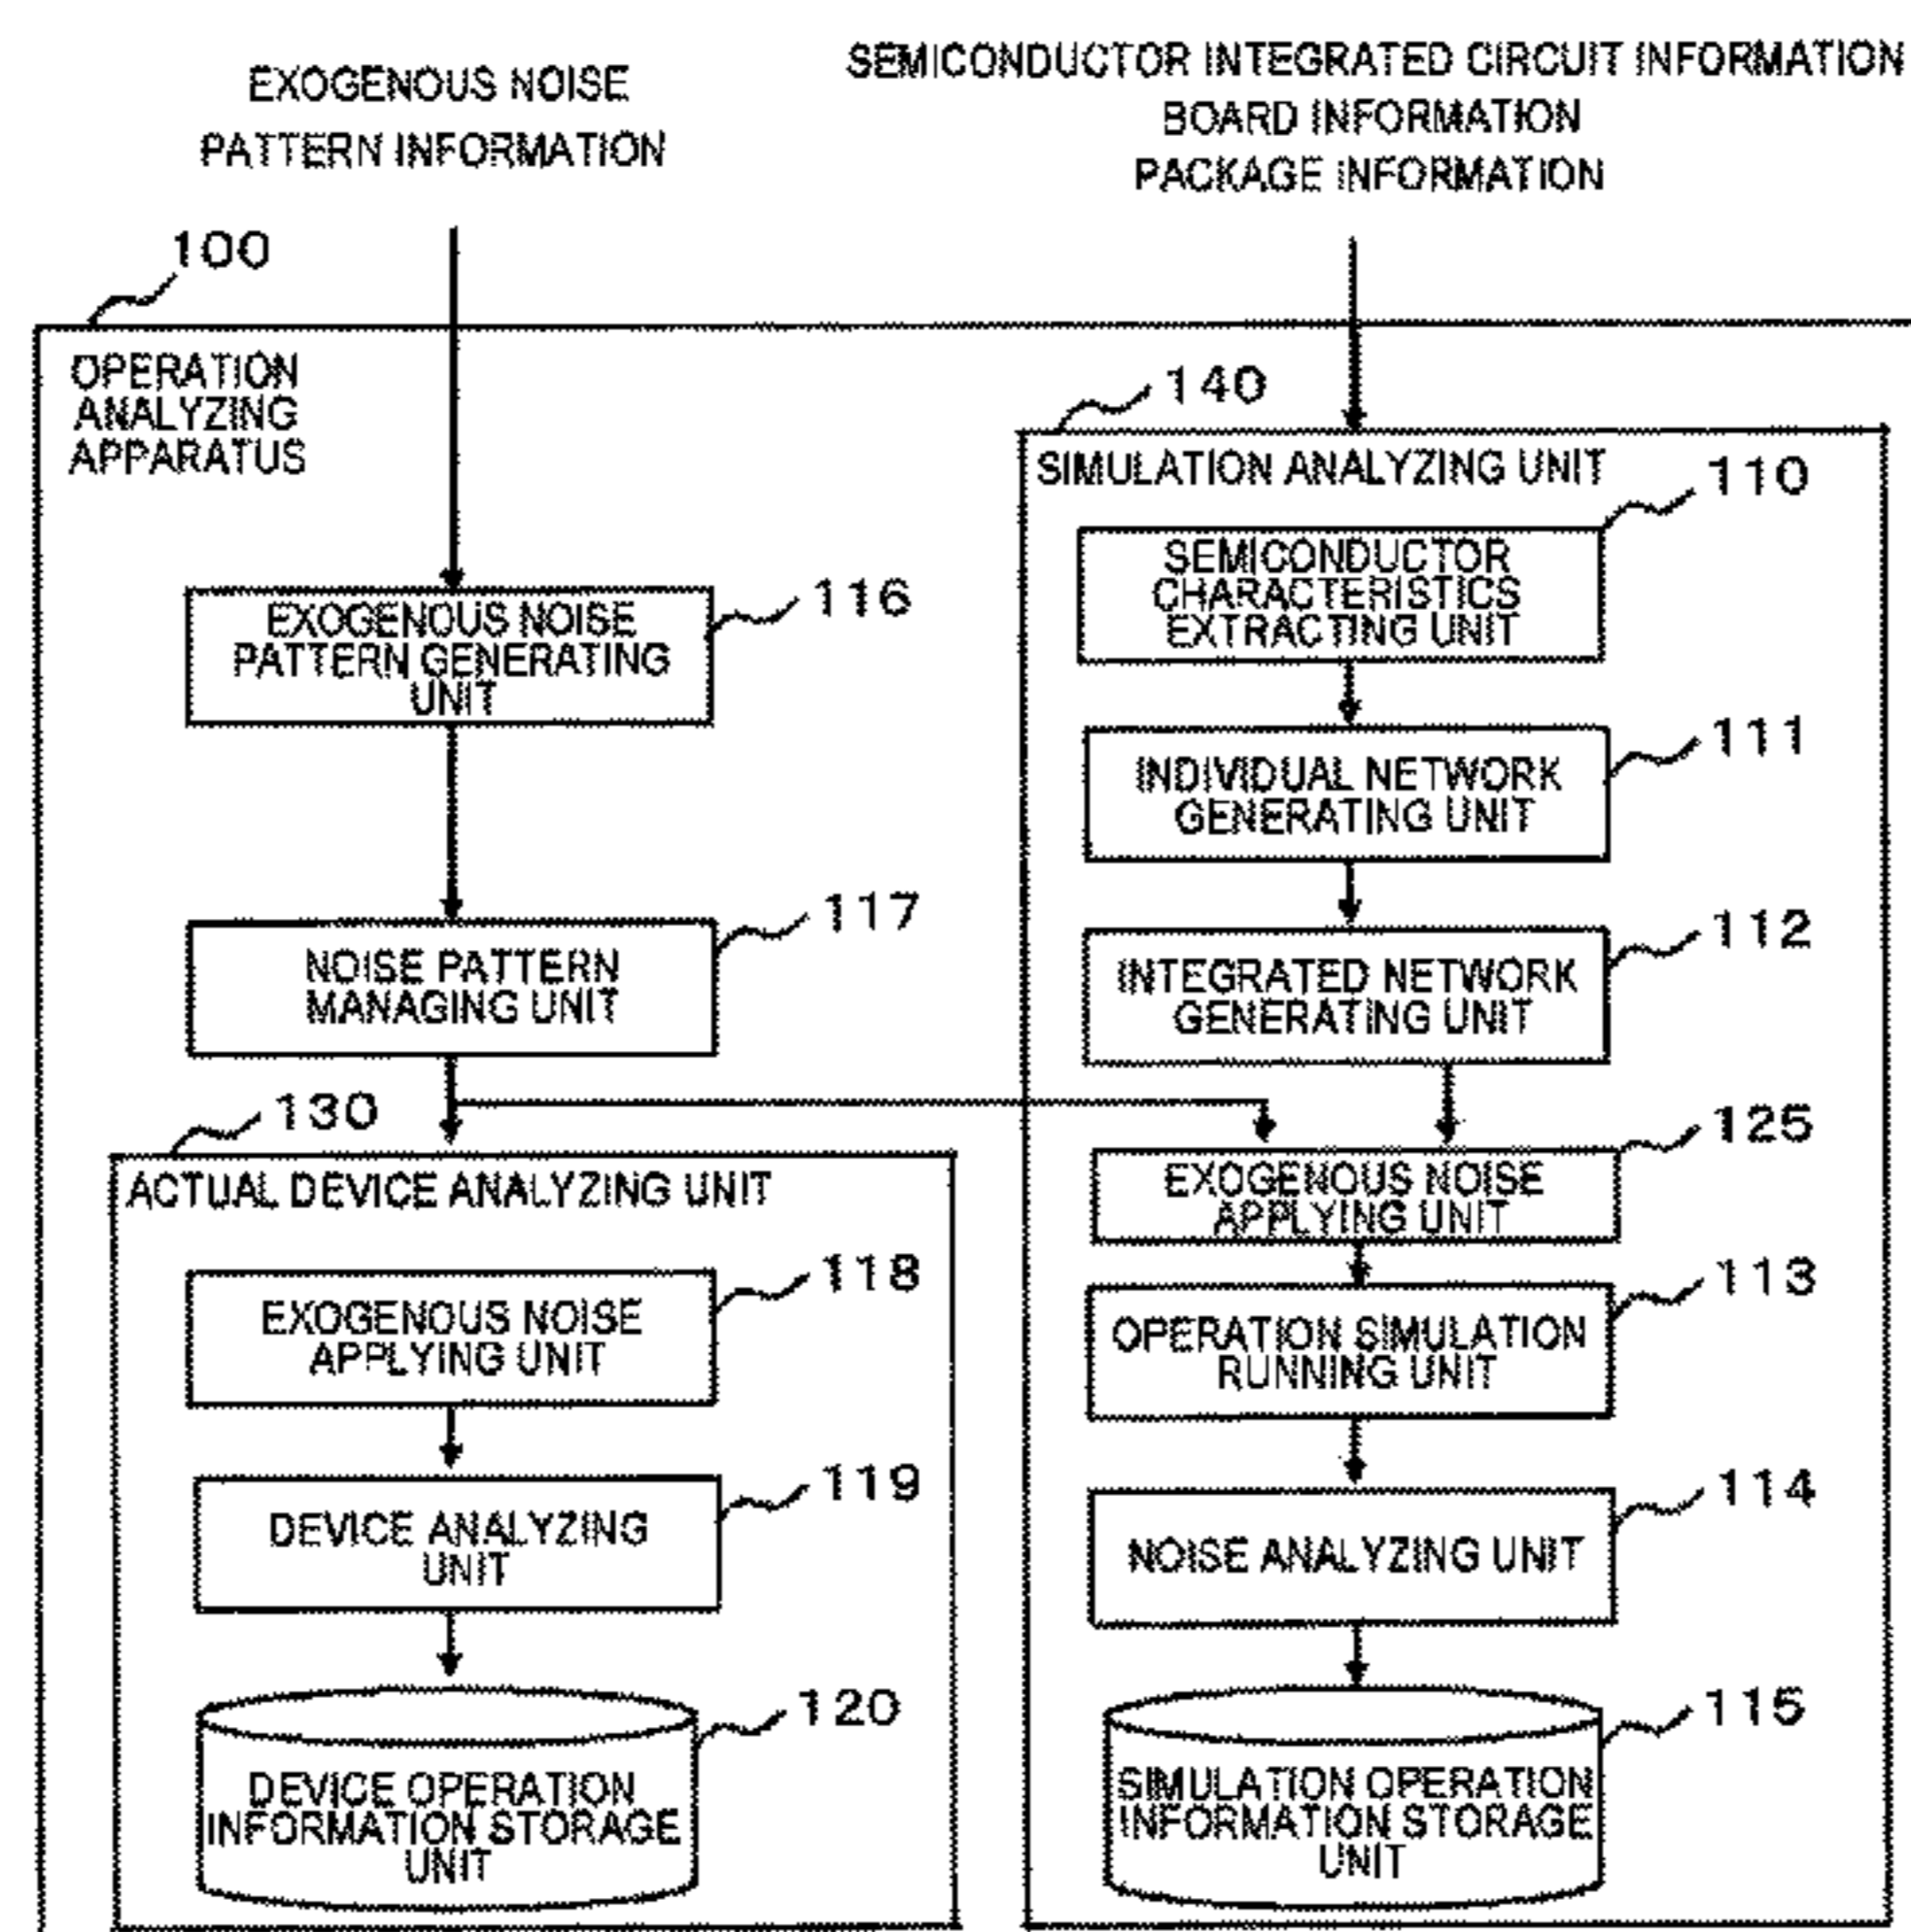 EXOGENOUS NOISE
PATTERN INFORMATION
SEMICONDUCTOR INTEGRATED CIRCUIT INFORMATION
BOARD INFORMATION
PACKAGE INFORMATION
100
OPERATION
ANALYZING
APPARATUS
116
EXOGENOUS NOISE
PATTERN GENERATING
UNIT
117
NOISE PATTERN
MANAGING UNIT
130
ACTUAL DEVICE ANALYZING UNIT
118
EXOGENOUS NOISE
APPLYING UNIT
119
DEVICE ANALYZING
UNIT
120
DEVICE OPERATION
INFORMATION STORAGE
UNIT
140
SIMULATION ANALYZING UNIT
110
SEMICONDUCTOR
CHARACTERISTICS
EXTRACTING UNIT
111
INDIVIDUAL NETWORK
GENERATING UNIT
112
INTEGRATED NETWORK
GENERATING UNIT
125
EXOGENOUS NOISE
APPLYING UNIT
113
OPERATION SIMULATION
RUNNING UNIT
114
NOISE ANALYZING UNIT
115
SIMULATION OPERATION
INFORMATION STORAGE
UNIT